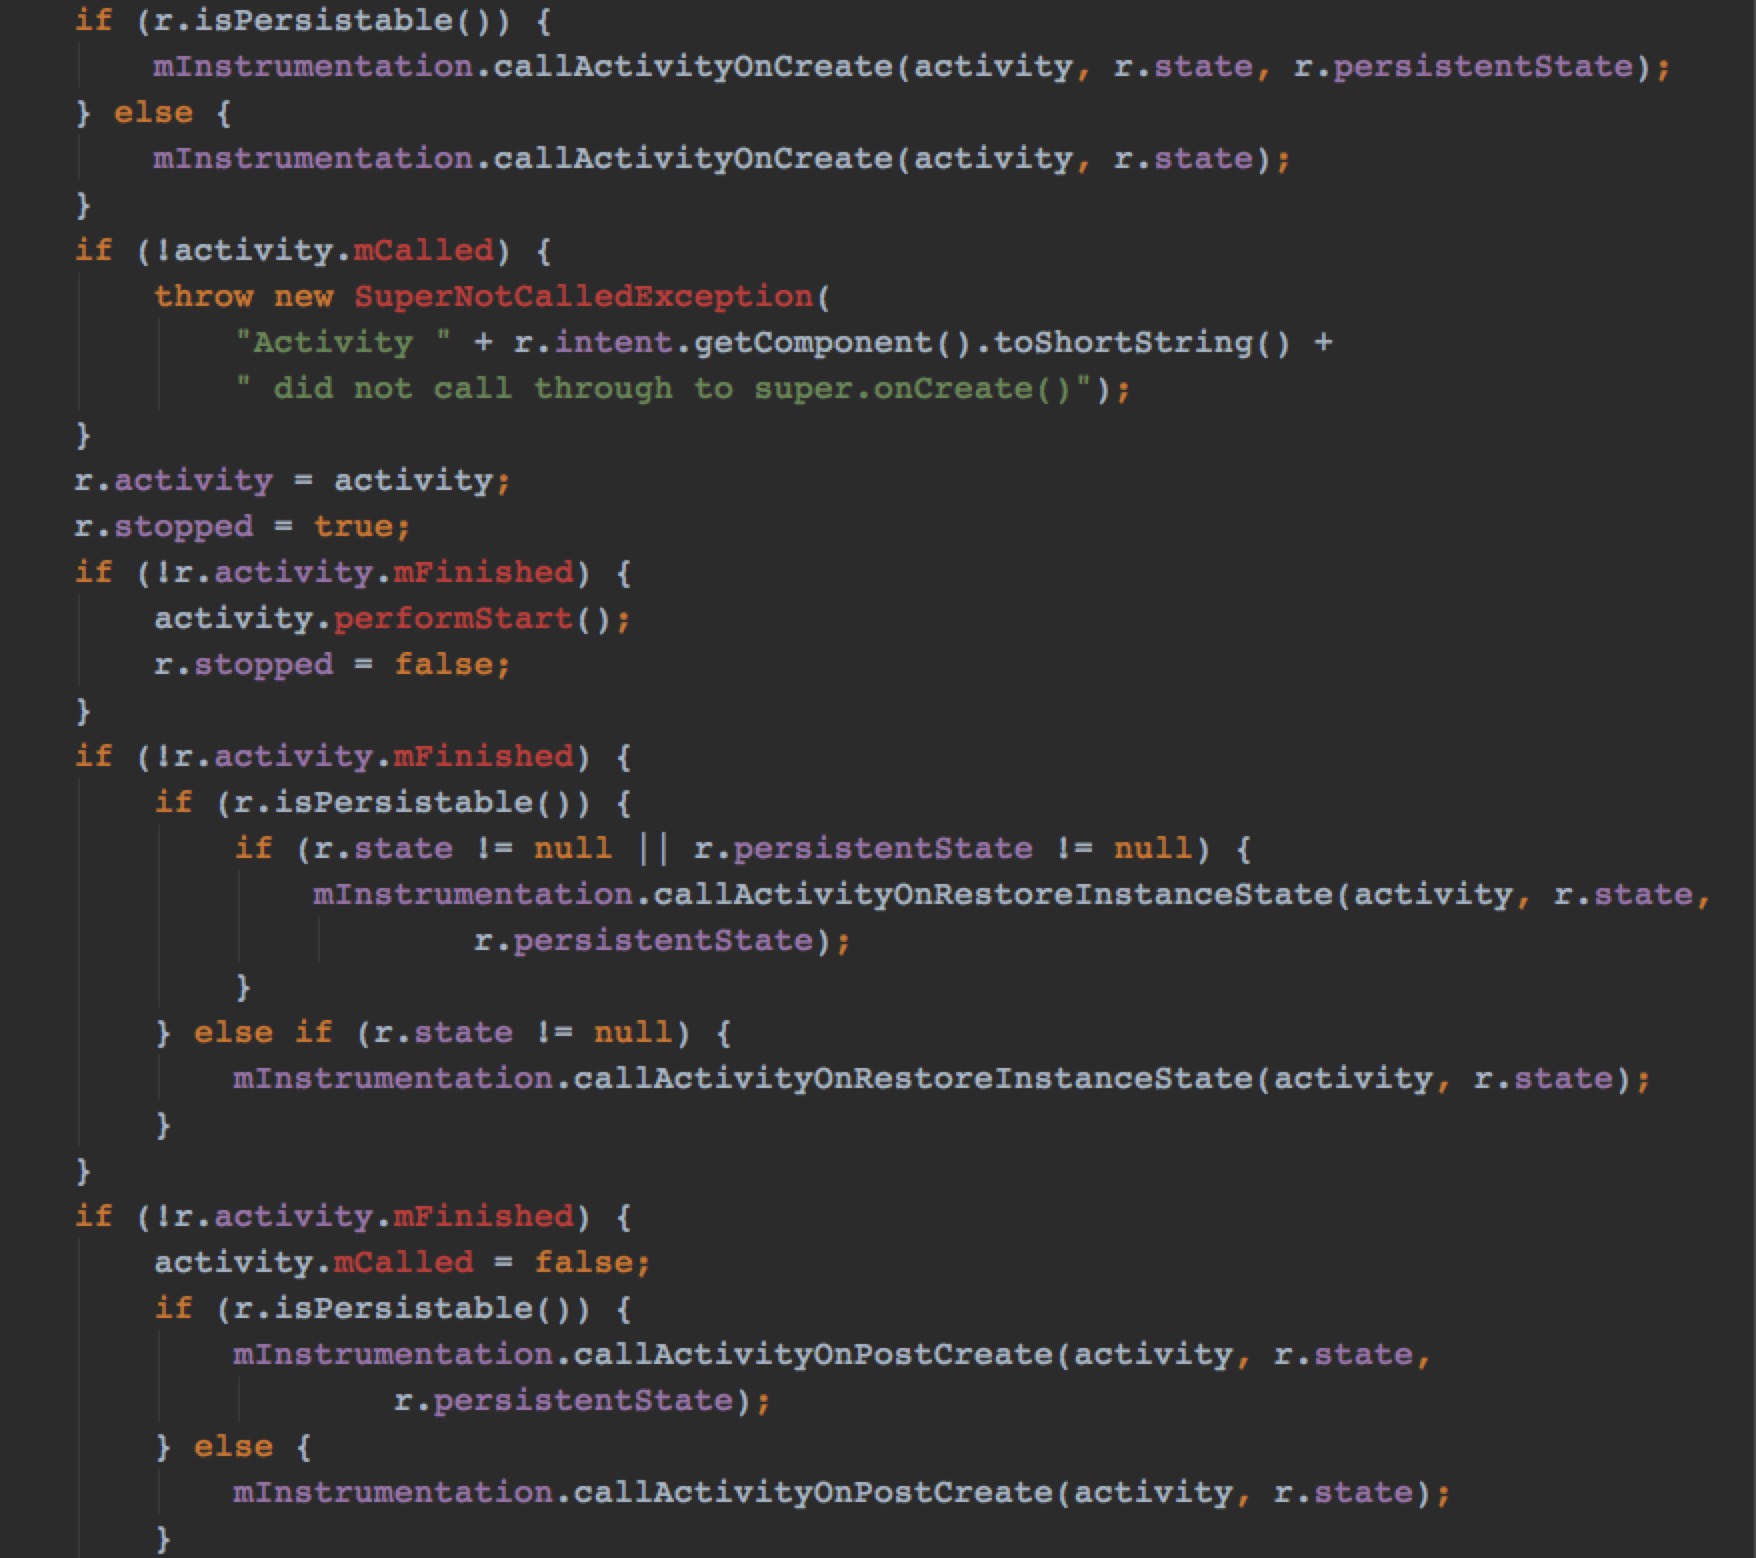 if (r.isPersistable()) {
mInstrumentation.callActivityOnCreate(activity, r.state, r.persistentState);
} else {
mInstrumentation.callActivityOnCreate(activity, r.state);
}
if (!activity.mCalled) {
throw new SuperNotCalledException(
"Activity " + r.intent.getComponent().toShortString() +
" did not call through to super.onCreate()");
}
r.activity = activity;
r.stopped = true;
if (!r.activity.mFinished) {
activity.performStart();
r.stopped = false;
}
if (!r.activity.mFinished) {
if (r.isPersistable()) {
if (r.state != null || r.persistentState != null) {
mInstrumentation.callActivityOnRestoreInstanceState(activity, r.state,
r.persistentState);
}
} else if (r.state != null) {
mInstrumentation.callActivityOnRestoreInstanceState(activity, r.state);
}
}
if (!r.activity.mFinished) {
activity.mCalled = false;
if (r.isPersistable()) {
mInstrumentation.callActivityOnPostCreate(activity, r.state,
r.persistentState);
} else {
mInstrumentation.callActivityOnPostCreate(activity, r.state);
}